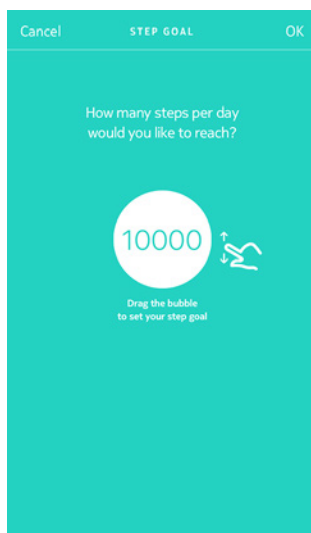 Cancel STEP GOAL OK
How many steps per day
would you like to reach?
10000
Drag the bubble
to set your step goal